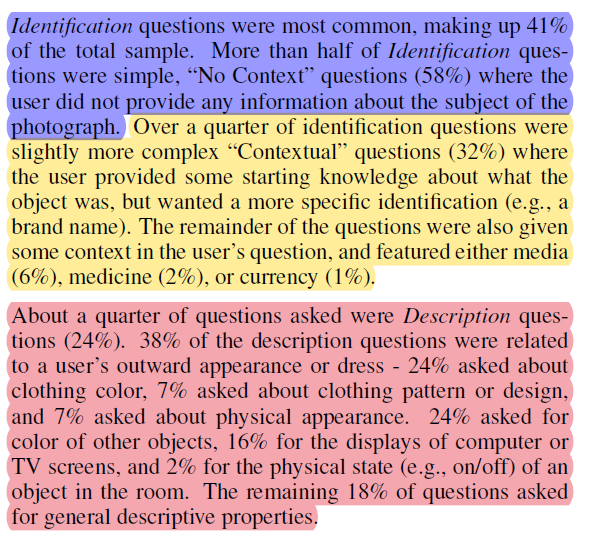 Identification questions were most common, making up 41%
of the total sample. More than half of Identification ques-
tions were simple, “No Context” questions (58%) where the
user did not provide any information about the subject of the
photograph. Over a quarter of identification questions were
slightly more complex “Contextual” questions (32%) where
the user provided some starting knowledge about what the
object was, but wanted a more specific identification (e.g., a
brand name). The remainder of the questions were also given
some context in the user’s question, and featured either media
(6%), medicine (2%), or currency (1%).
About a quarter of questions asked were Description ques-
tions (24%). 38% of the description questions were related
to a user’s outward appearance or dress - 24% asked about
clothing color, 7% asked about clothing pattern or design,
and 7% asked about physical appearance. 24% asked for
color of other objects, 16% for the displays of computer or
TV screens, and 2% for the physical state (e.g., on/off) of an
object in the room. The remaining 18% of questions asked
for general descriptive properties.